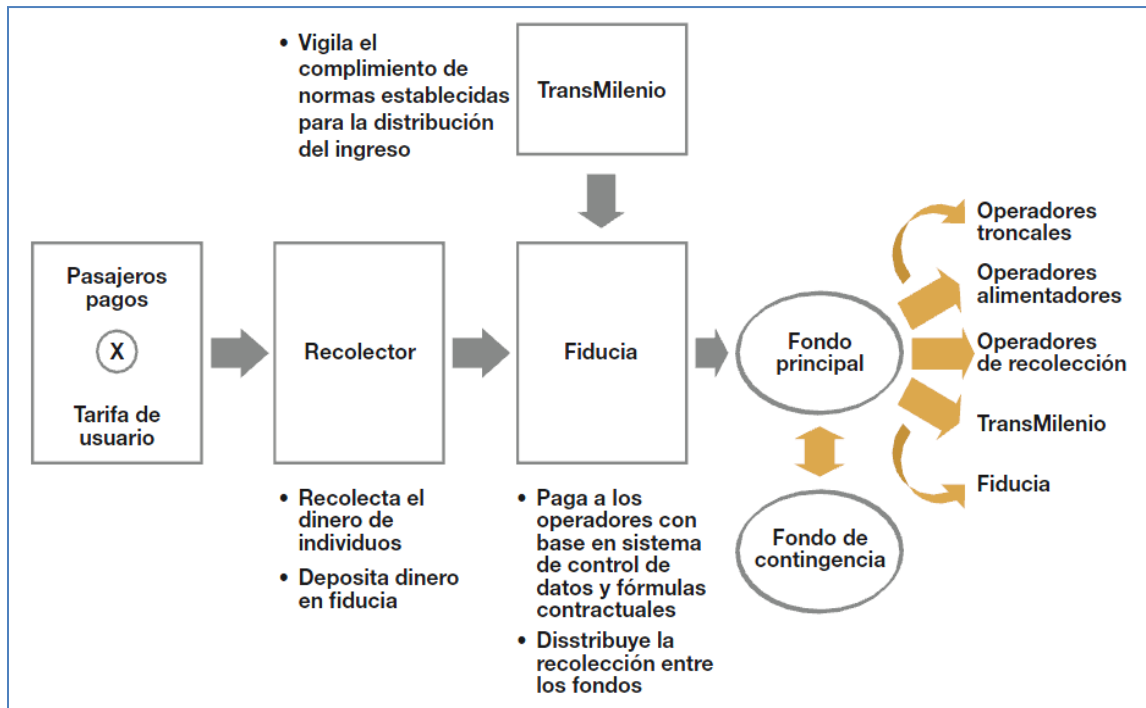 • Vigila el
complimiento de
normas establecidas
para la distribución
del ingreso
TransMilenio
Pasajeros
pagos
X
Tarifa de
usuario
Recolector
• Recolecta el
dinero de
individuos
• Deposita dinero
en fiducia
Fiducia
• Paga a los
operadores con
base en sistema
de control de
datos y fórmulas
contractuales
• Disstribuye la
recolección entre
los fondos
Fondo
principal
Fondo de
contingencia
Operadores
troncales
Operadores
alimentadores
Operadores
de recolección
TransMilenio
Fiducia